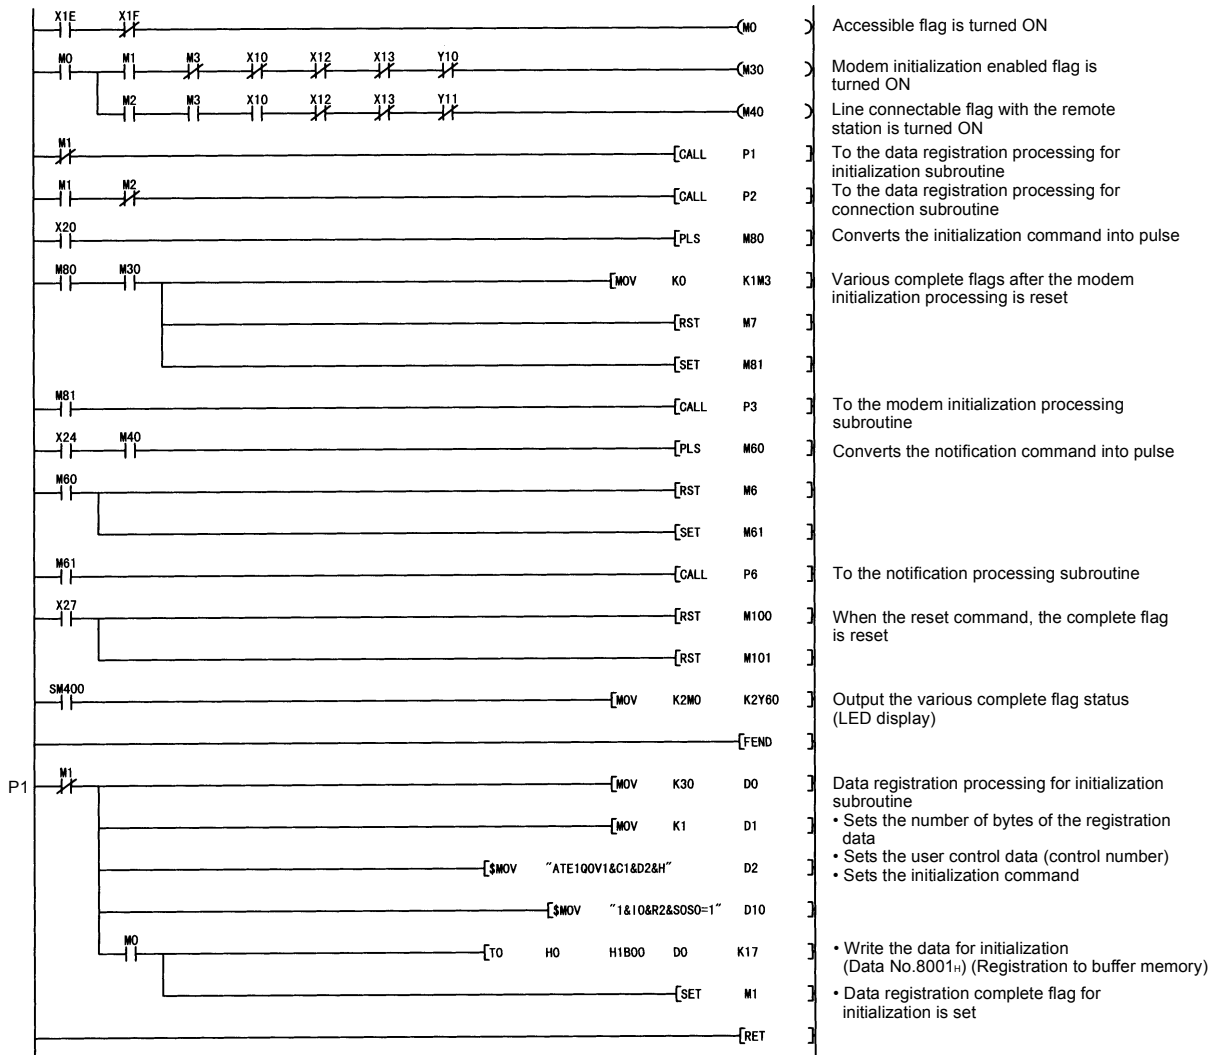 X1E X1F
(M0 ) Accessible flag is turned ON
M0 M1 M3 X10 X12 X13 Y10
(M30 ) Modem initialization enabled flag is
turned ON
M2 M3 X10 X12 X13 Y11
(M40 ) Line connectable flag with the remote
station is turned ON
M1
[CALL P1 ] To the data registration processing for
initialization subroutine
M1 M2
[CALL P2 ] To the data registration processing for
connection subroutine
X20
[PLS M80 ] Converts the initialization command into pulse
M80 M30
[MOV K0 K1M3 ] Various complete flags after the modem
initialization processing is reset
[RST M7 ]
[SET M81 ]
M81
[CALL P3 ] To the modem initialization processing
subroutine
X24 M40
[PLS M60 ] Converts the notification command into pulse
M60
[RST M6 ]
[SET M61 ]
M61
[CALL P6 ] To the notification processing subroutine
X27
[RST M100 ] When the reset command, the complete flag
is reset
[RST M101 ]
SM400
[MOV K2M0 K2Y60 ] Output the various complete flag status
(LED display)
[FEND ]
P1 M1
[MOV K30 D0 ] Data registration processing for initialization
subroutine
[MOV K1 D1 ] • Sets the number of bytes of the registration
data
• Sets the user control data (control number)
[$MOV "ATE1Q0V1&C1&D2&H" D2 ] • Sets the initialization command
[$MOV "1&I0&R2&S0S0=1" D10 ]
M0
[TO H0 H1B00 D0 K17 ] • Write the data for initialization
(Data No.8001H) (Registration to buffer memory)
[SET M1 ] • Data registration complete flag for
initialization is set
[RET ]